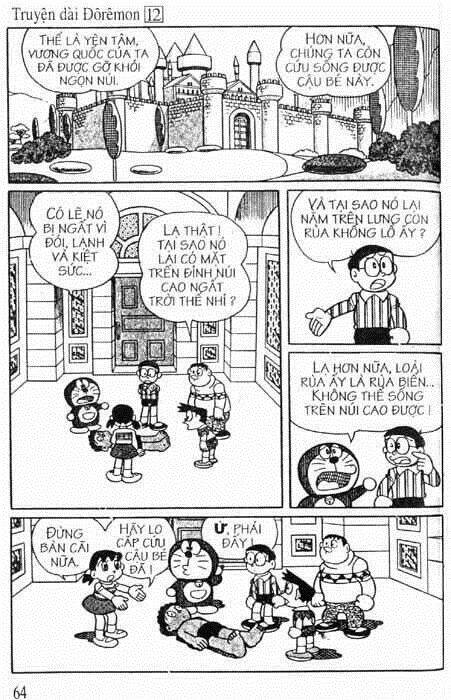 Truyện dài Đôrêmon 12
THẾ LÀ YÊN TÂM,
VƯƠNG QUỐC CỦA TA
ĐÃ ĐƯỢC GỠ KHỎI
NGỌN NÚI.
HƠN NỮA,
CHÚNG TA CÒN
CỨU SỐNG ĐƯỢC
CẬU BÉ NÀY.
CÓ LẼ NÓ
BỊ NGẤT VÌ
ĐÓI, LẠNH
VÀ KIỆT
SỨC...
LẠ THẬT!
TẠI SAO NÓ
LẠI CÓ MẶT
TRÊN ĐỈNH NÚI
CAO NGẤT
TRỜI THẾ NHỈ?
VÀ TẠI SAO NÓ LẠI
NẰM TRÊN LƯNG CON
RÙA KHỔNG LỒ ẤY?
LẠ HƠN NỮA, LOÀI
RÙA ẤY LÀ RÙA BIỂN..
KHÔNG THỂ SỐNG
TRÊN NÚI CAO ĐƯỢC!
ĐỪNG
BÀN CÃI
NỮA.
HÃY LO
CẤP CỨU
CẬU BÉ
ĐÃ!
Ừ, PHẢI
ĐẤY!
64